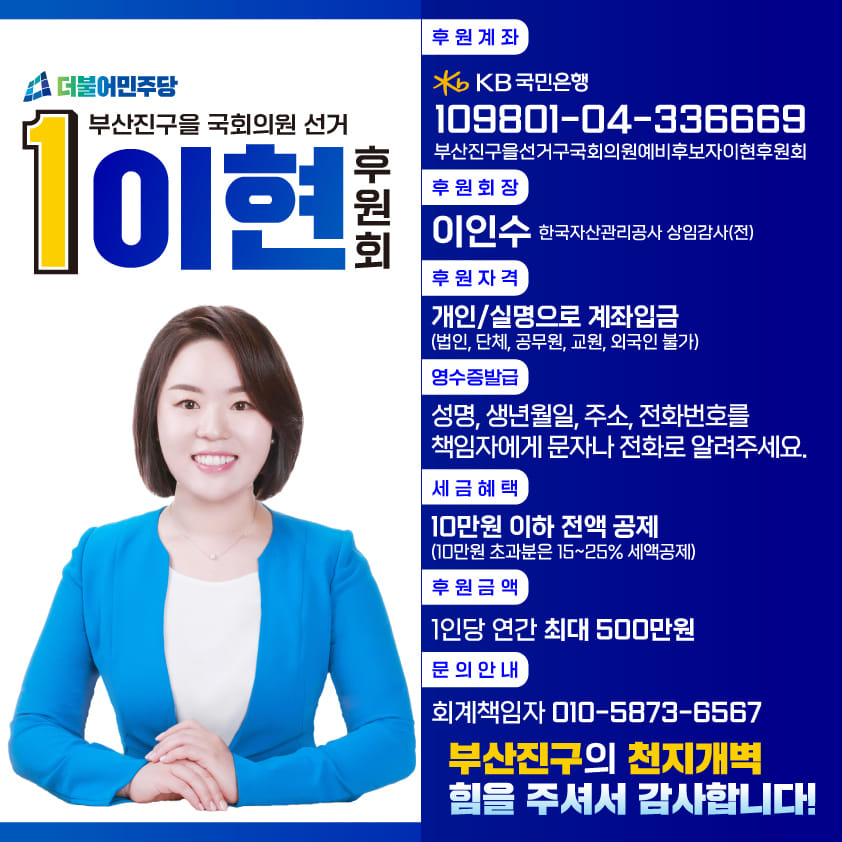 더불어민주당
1
부산진구을 국회의원 선거
이현
후원회
후원계좌
KB 국민은행
109801-04-336669
부산진구을선거구국회의원예비후보자이현후원회
후원회장
이인수 한국자산관리공사 상임감사(전)
후원자격
개인/실명으로 계좌입금
(법인, 단체, 공무원, 교원, 외국인 불가)
영수증발급
성명, 생년월일, 주소, 전화번호를
책임자에게 문자나 전화로 알려주세요.
세금혜택
10만원 이하 전액 공제
(10만원 초과분은 15~25% 세액공제)
후원금액
1인당 연간 최대 500만원
문의안내
회계책임자 010-5873-6567
부산진구의 천지개벽
힘을 주셔서 감사합니다!